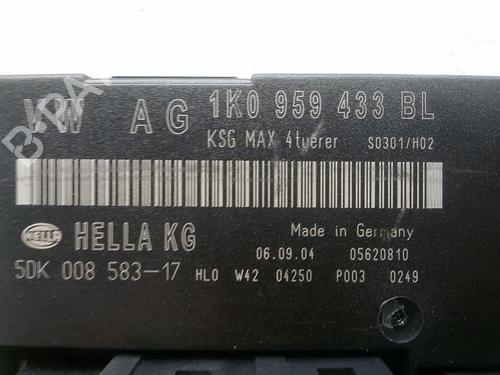 VW AG 1K0 959 433 BL
KSG MAX 4tuerer S0301/H02
HELLA HELLA KG
Made in Germany
06.09.04 05620810
5DK 008 583-17 HLO W42 04250 P003 0249